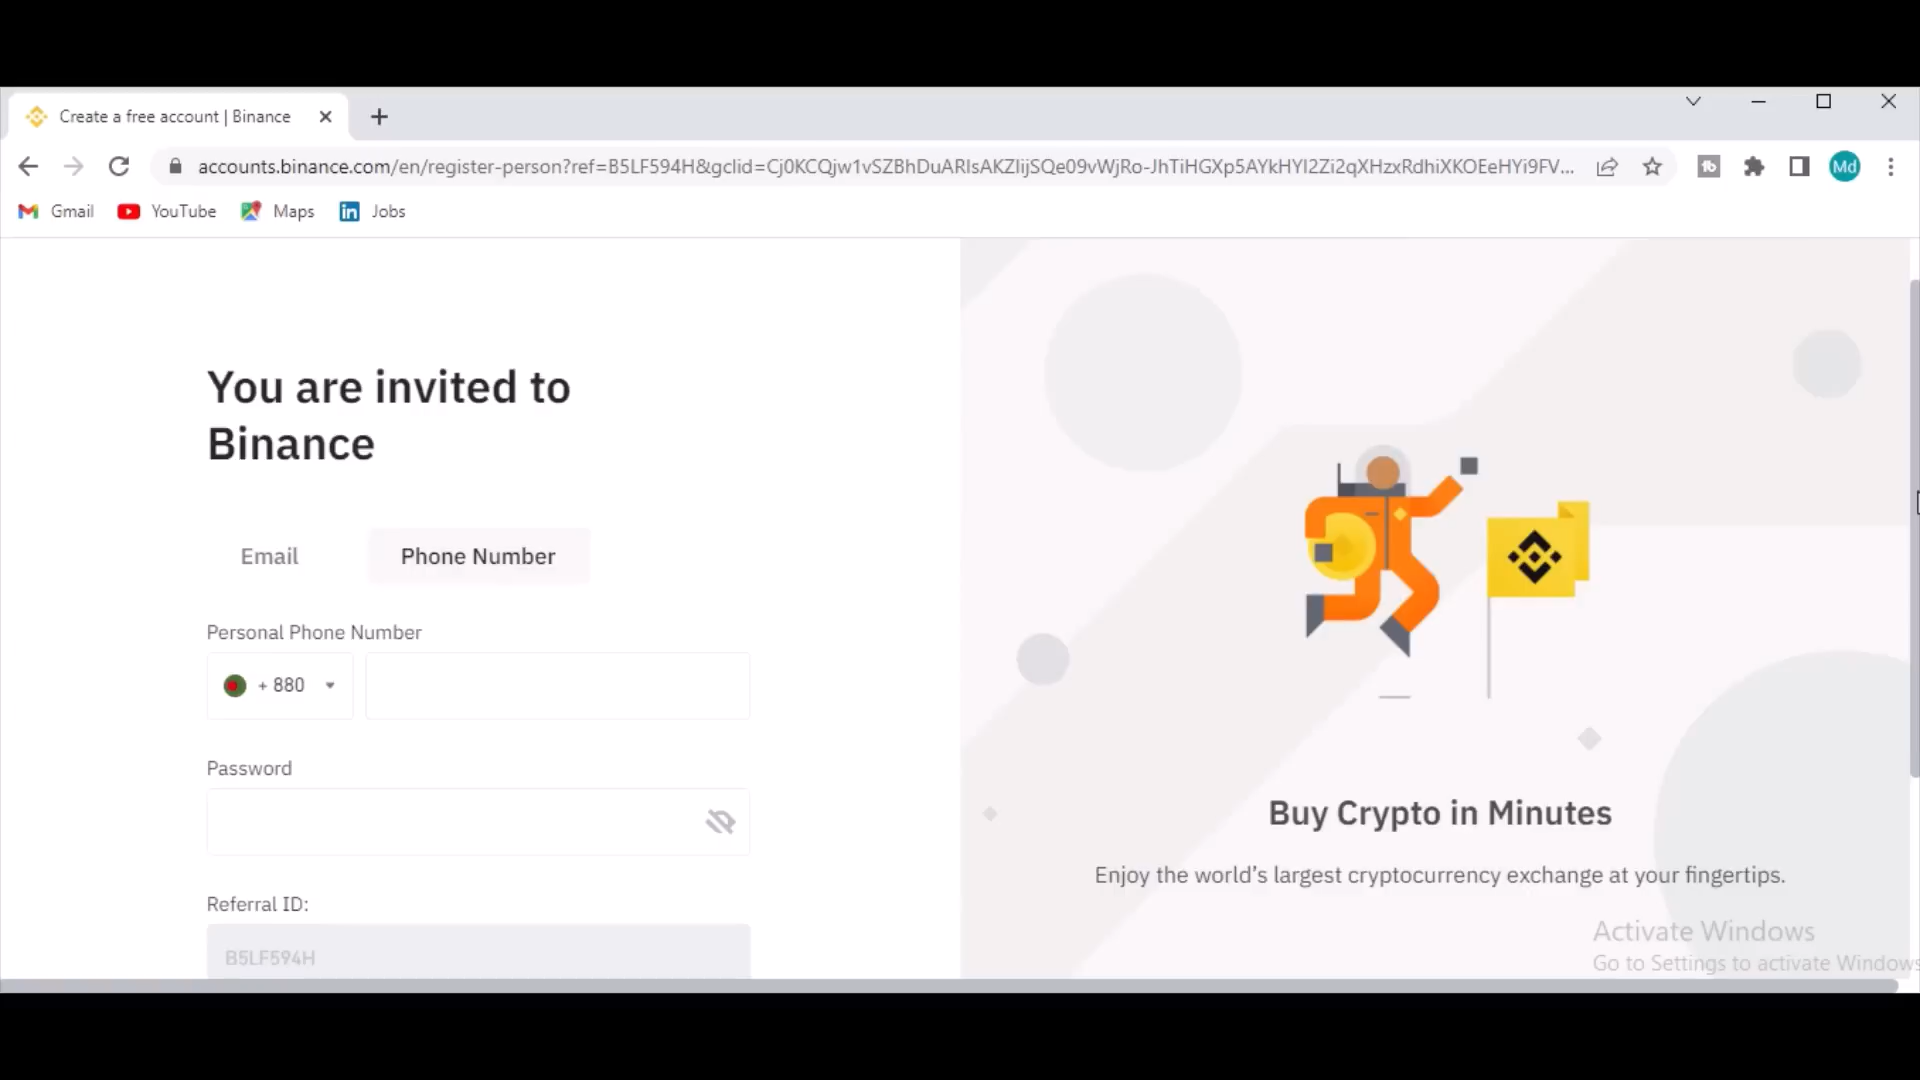 Create a free account | Binance
accounts.binance.com/en/register-person?ref=B5LF594H&gclid=Cj0KCQjw1vSZBhDuARIsAKZlijSQe09vWjRo-JhTiHGXp5AYkHYI2Zi2qXHzxRdhiXKOEeHYi9FV...
Md
Gmail
YouTube
Maps
Jobs
You are invited to
Binance
Email
Phone Number
Personal Phone Number
+ 880
Password
Referral ID:
B5LF594H
Buy Crypto in Minutes
Enjoy the world’s largest cryptocurrency exchange at your fingertips.
Activate Windows
Go to Settings to activate Windows